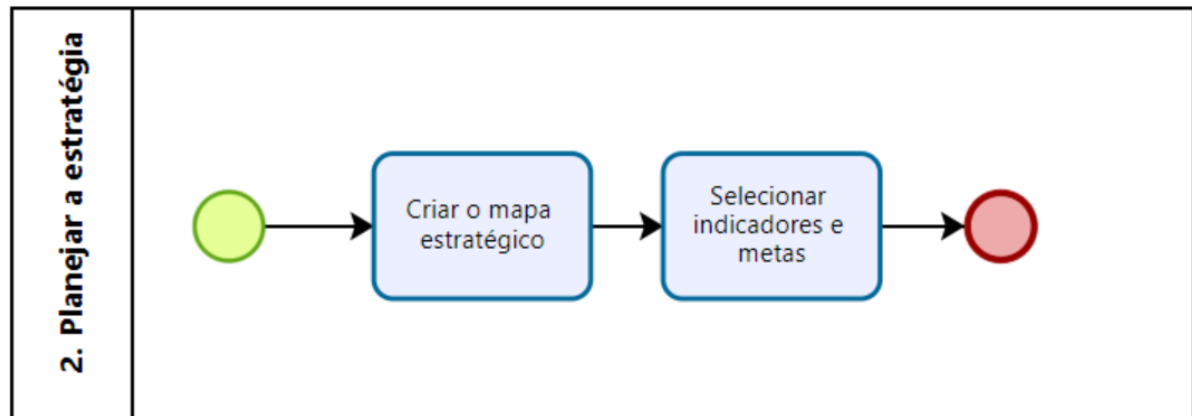 2. Planejar a estratégia
Criar o mapa
estratégico
Selecionar
indicadores e
metas